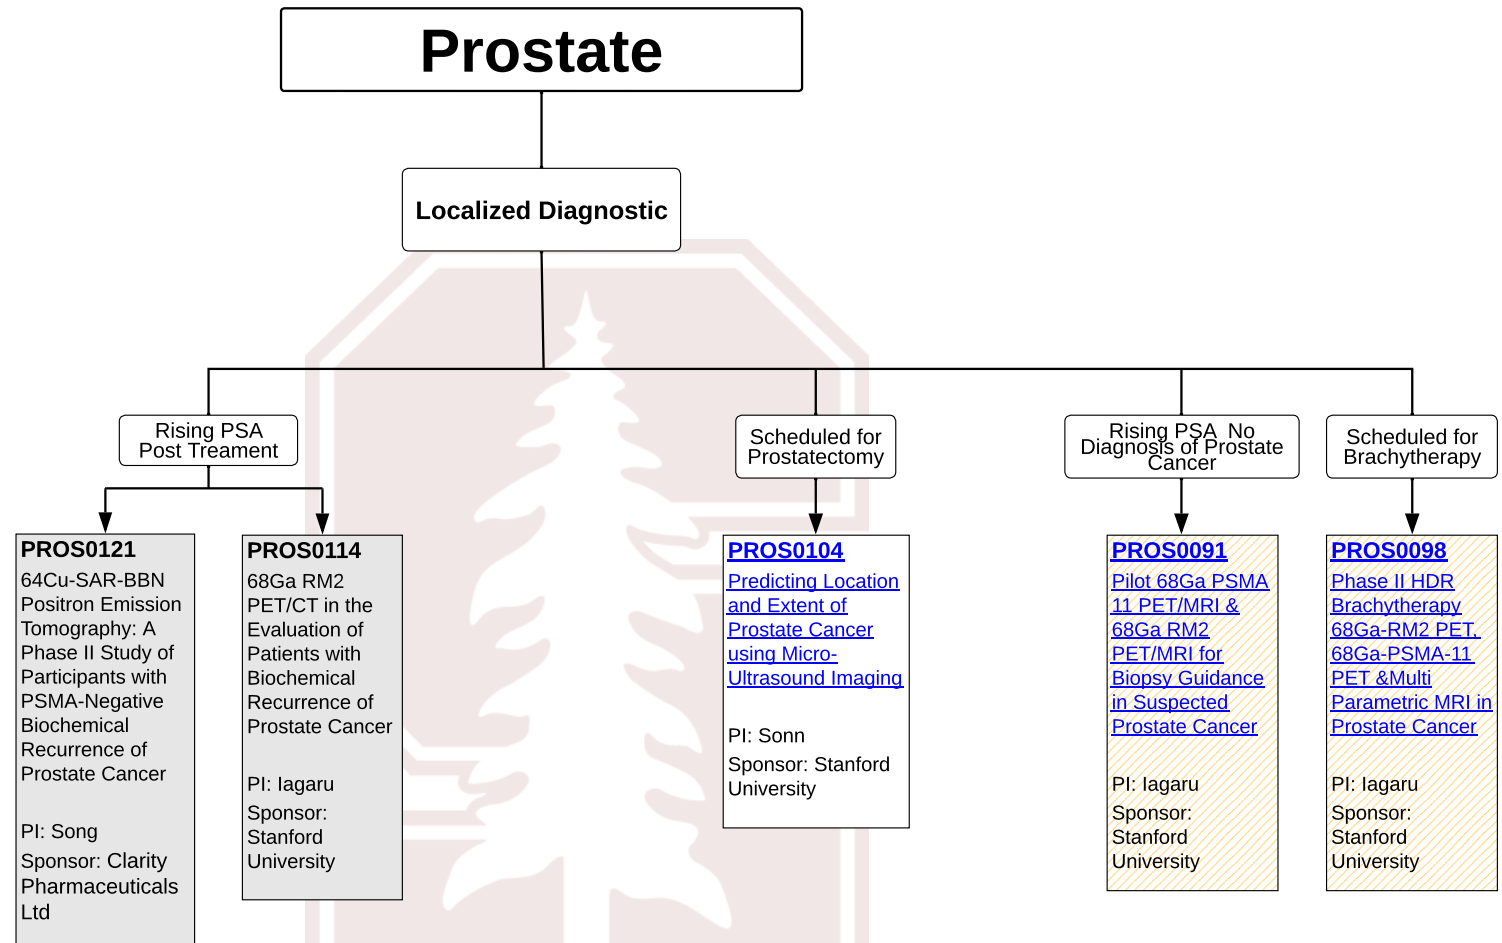 Prostate
Localized Diagnostic
Rising PSA
Post Treament
Scheduled for
Prostatectomy
Rising PSA  No
Diagnosis of Prostate
Cancer
Scheduled for
Brachytherapy
PROS0121
64Cu-SAR-BBN
Positron Emission
Tomography: A
Phase II Study of
Participants with
PSMA-Negative
Biochemical
Recurrence of
Prostate Cancer
PI: Song
Sponsor: Clarity
Pharmaceuticals
Ltd
PROS0114
68Ga RM2
PET/CT in the
Evaluation of
Patients with
Biochemical
Recurrence of
Prostate Cancer
PI: Iagaru
Sponsor:
Stanford
University
PROS0104
Predicting Location
and Extent of
Prostate Cancer
using Micro-
Ultrasound Imaging
PI: Sonn
Sponsor: Stanford
University
PROS0091
Pilot 68Ga PSMA
11 PET/MRI &
68Ga RM2
PET/MRI for
Biopsy Guidance
in Suspected
Prostate Cancer
PI: Iagaru
Sponsor:
Stanford
University
PROS0098
Phase II HDR
Brachytherapy
68Ga-RM2 PET,
68Ga-PSMA-11
PET &Multi
Parametric MRI in
Prostate Cancer
PI: Iagaru
Sponsor:
Stanford
University